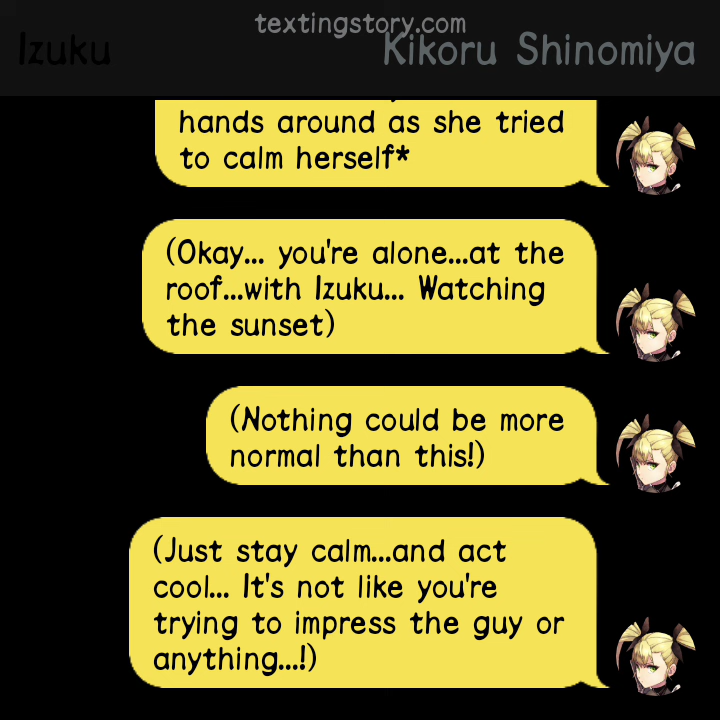 textingstory.com
Izuku Kikoru Shinomiya
hands around as she tried
to calm herself*
(Okay... you're alone...at the
roof...with Izuku... Watching
the sunset)
(Nothing could be more
normal than this!)
(Just stay calm...and act
cool... It's not like you're
trying to impress the guy or
anything...!)